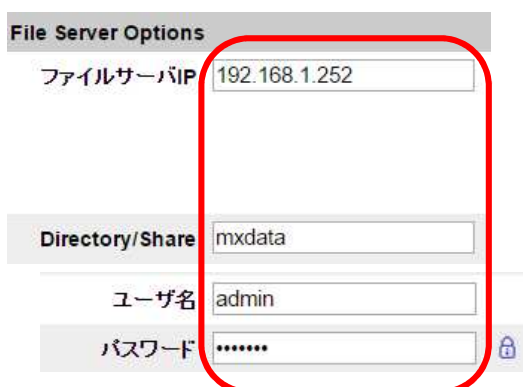 File Server Options
ファイルサーバIP 192.168.1.252
Directory/Share mxdata
ユーザ名 admin
パスワード •••••••